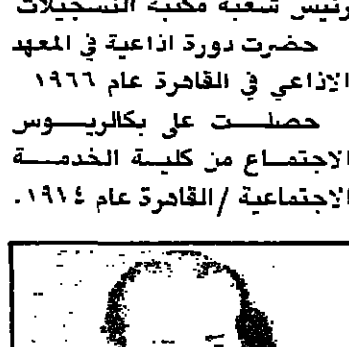 رئيس شعبة مكتبة التسجيلات
حضرت دورة اذاعية في المعهد
الاذاعي في القاهرة عام ١٩٦٦
حصلت على بكالريوس
الاجتماع من كلية الخدمة
الاجتماعية / القاهرة عام ١٩١٤.